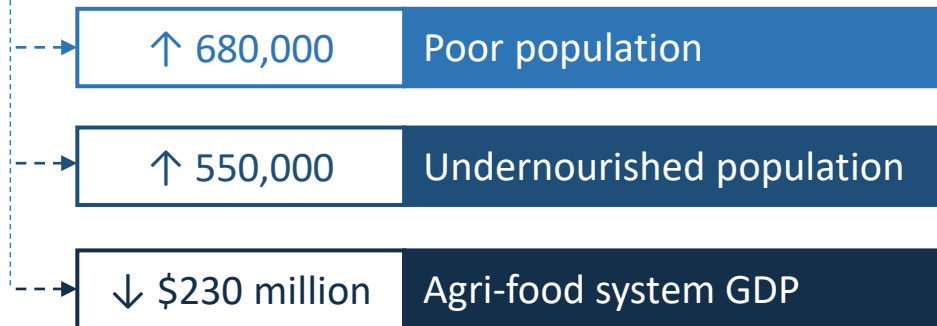 ↑ 680,000 Poor population
↑ 550,000 Undernourished population
↓ $230 million Agri-food system GDP